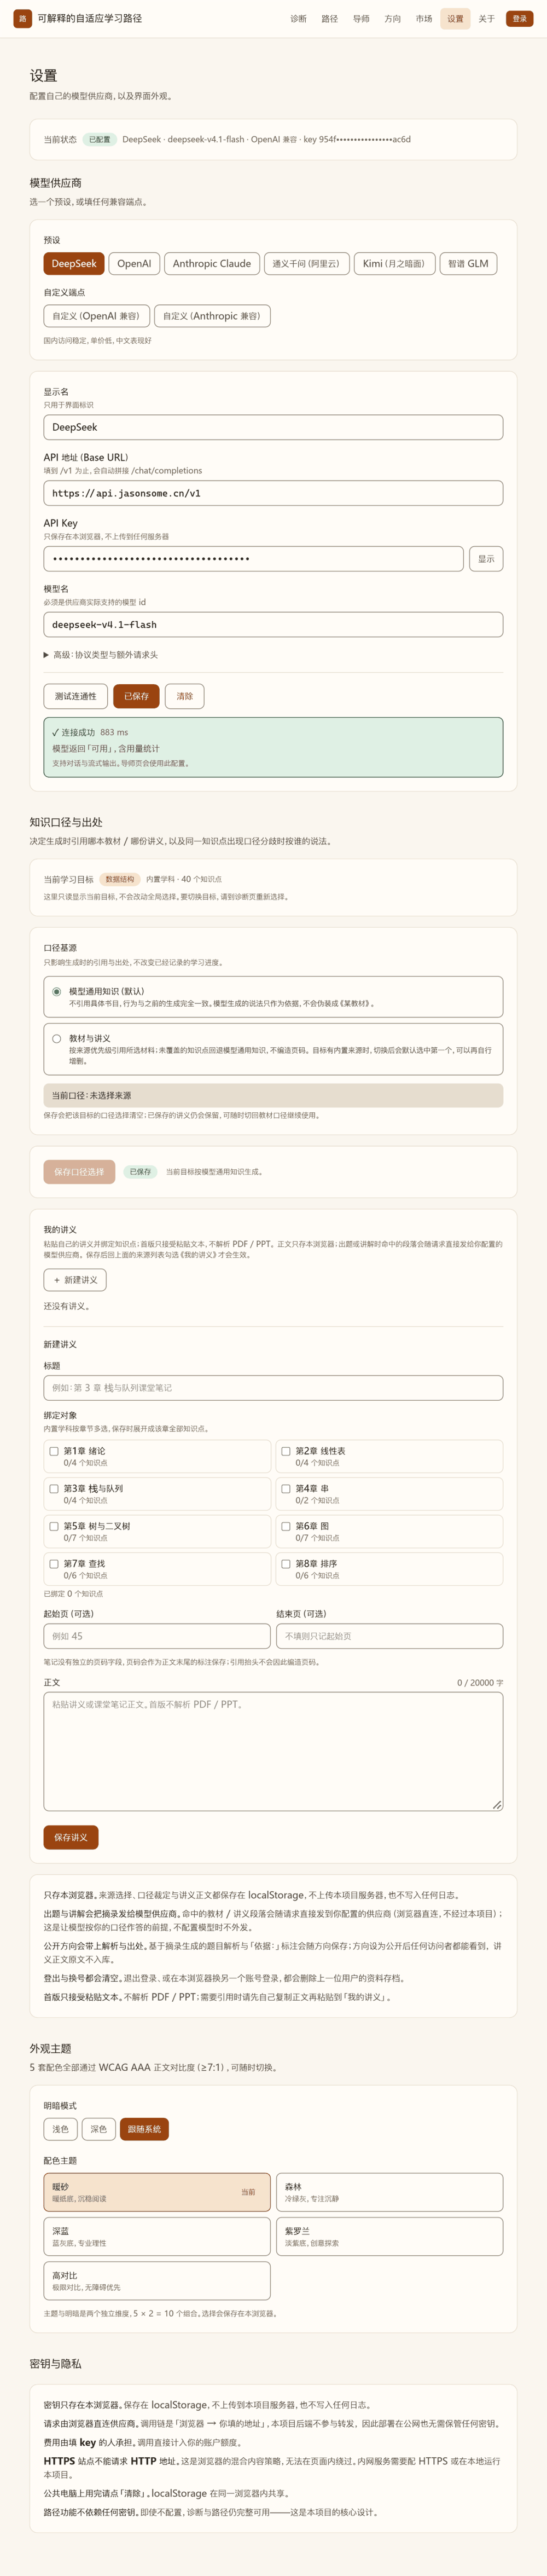 路 可解释的自适应学习路径 诊断 路径 导师 方向 市场 设置 关于 登录
设置
配置自己的模型供应商，以及界面外观。
当前状态 已配置 DeepSeek · deepseek-v4.1-flash · OpenAI 兼容 · key 954f••••••••••••••••ac6d
模型供应商
选一个预设，或填任何兼容端点。
预设
DeepSeek OpenAI Anthropic Claude 通义千问 (阿里云) Kimi (月之暗面) 智谱 GLM
自定义端点
自定义 (OpenAI 兼容) 自定义 (Anthropic 兼容)
国内访问稳定，单价低，中文表现好
显示名
只用于界面标识
DeepSeek
API 地址 (Base URL)
填到 /v1 为止，会自动拼接 /chat/completions
https://api.jasonsome.cn/v1
API Key
只保存在本浏览器，不上传到任何服务器
•••••••••••••••••••••••••••••••••••• 显示
模型名
必须是供应商实际支持的模型 id
deepseek-v4.1-flash
▶ 高级：协议类型与额外请求头
测试连通性 已保存 清除
✓ 连接成功 883 ms
模型返回「可用」，含用量统计
支持对话与流式输出。导师页会使用此配置。
知识口径与出处
决定生成时引用哪本教材 / 哪份讲义，以及同一知识点出现口径分歧时按谁的说法。
当前学习目标 数据结构 内置学科 · 40 个知识点
这里只读显示当前目标，不会改动全局选择。要切换目标，请到诊断页重新选择。
口径基源
只影响生成时的引用与出处，不改变已经记录的学习进度。
模型通用知识 (默认)
不引用具体书目，行为与之前的生成完全一致。模型生成的说法只作为依据，不会伪装成《某教材》。
教材与讲义
按来源优先级引用所选材料；未覆盖的知识点回退模型通用知识，不编造页码。目标有内置来源时，切换后会默认选中第一个，可以再自行
增删。
当前口径：未选择来源
保存会把该目标的口径选择清空；已保存的讲义仍会保留，可随时切回教材口径继续使用。
保存口径选择 已保存 当前目标按模型通用知识生成。
我的讲义
粘贴自己的讲义并绑定知识点；首版只接受粘贴文本，不解析 PDF / PPT。正文只存本浏览器；出题或讲解时命中的段落会随请求直接发给你配置的
模型供应商。保存后回上面的来源列表勾选《我的讲义》才会生效。
＋ 新建讲义
还没有讲义。
新建讲义
标题
例如：第 3 章 栈与队列课堂笔记
绑定对象
内置学科按章节多选，保存时展开成该章全部知识点。
第1章 绪论 第2章 线性表
0/4 个知识点 0/4 个知识点
第3章 栈与队列 第4章 串
0/4 个知识点 0/2 个知识点
第5章 树与二叉树 第6章 图
0/7 个知识点 0/7 个知识点
第7章 查找 第8章 排序
0/6 个知识点 0/6 个知识点
已绑定 0 个知识点
起始页 (可选) 结束页 (可选)
例如 45 不填则只记起始页
笔记没有独立的页码字段，页码会作为正文末尾的标注保存；引用抬头不会因此编造页码。
正文 0 / 20000 字
粘贴讲义或课堂笔记正文。首版不解析 PDF / PPT。
保存讲义
只存本浏览器。来源选择、口径裁定与讲义正文都保存在 localStorage，不上传本项目服务器，也不写入任何日志。
出题与讲解会把摘录发给模型供应商。命中的教材 / 讲义段落会随请求直接到你配置的供应商 (浏览器直连，不经过本项目)；
这是让模型按你的口径作答的前提，不配置模型时不外发。
公开方向会带上解析与出处。基于摘录生成的题目解析与「依据：」标注会随方向保存；方向设为公开后任何访问者都能看到，讲
义正文原文不入库。
登出与换号都会清空。退出登录、或在本浏览器换另一个账号登录，都会删除上一位用户的资料存档。
首版只接受粘贴文本。不解析 PDF / PPT；需要引用时请先自己复制正文再粘贴到「我的讲义」。
外观主题
5 套配色全部通过 WCAG AAA 正文对比度 (≥7:1)，可随时切换。
明暗模式
浅色 深色 跟随系统
配色主题
暖砂 当前 森林
暖纸底，沉稳阅读 冷绿灰，专注沉静
深蓝 紫罗兰
蓝灰底，专业理性 淡紫底，创意探索
高对比
极限对比，无障碍优先
主题与明暗是两个独立维度，5 × 2 = 10 个组合，选择会保存在本浏览器。
密钥与隐私
密钥只存在本浏览器。保存在 localStorage，不上传到本项目服务器，也不写入任何日志。
请求由浏览器直连供应商。调用链是「浏览器 → 你填的地址」，本项目后端不参与转发，因此部署在公网也无需保管任何密钥。
费用由填 key 的人承担。调用直接计入你的账户额度。
HTTPS 站点不能请求 HTTP 地址。这是浏览器的混合内容策略，无法在页面内绕过。内网服务需要配 HTTPS 或在本地运行
本项目。
公共电脑上用完请点「清除」。localStorage 在同一浏览器内共享。
路径功能不依赖任何密钥。即使不配置，诊断与路径仍完整可用——这是本项目的核心设计。